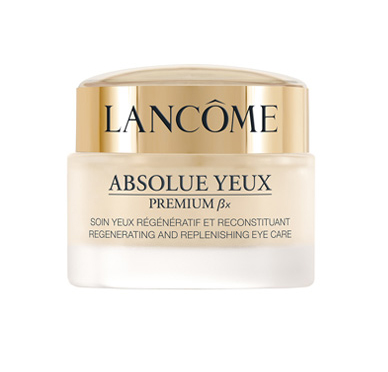 LANCÔME
ABSOLUE YEUX
PREMIUM βx
SOIN YEUX RÉGÉNÉRATIF ET RECONSTITUANT
REGENERATING AND REPLENISHING EYE CARE